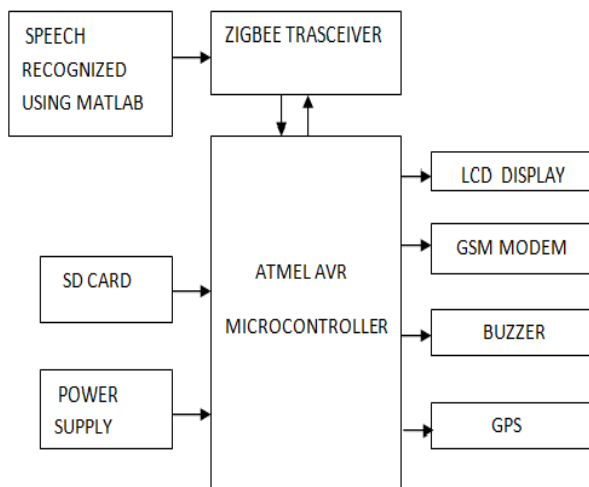 SPEECH
RECOGNIZED
USING MATLAB
ZIGBEE TRASCEIVER
LCD DISPLAY
GSM MODEM
SD CARD
ATMEL AVR
MICROCONTROLLER
BUZZER
POWER
SUPPLY
GPS